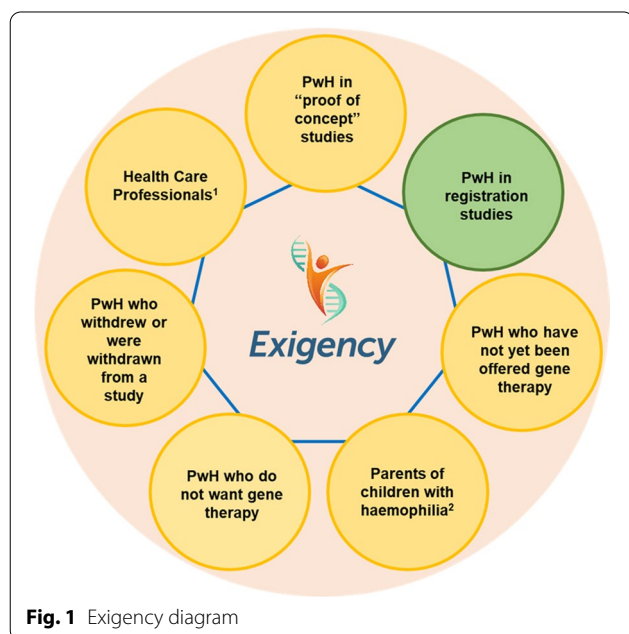 PwH in
“proof of
concept”
studies
PwH in
registration
studies
Health Care
Professionals¹
Exigency
PwH who
withdrew or
were
withdrawn
from a
study
PwH who have
not yet been
offered gene
therapy
PwH who do
not want gene
therapy
Parents of
children with
haemophilia²
Fig. 1 Exigency diagram